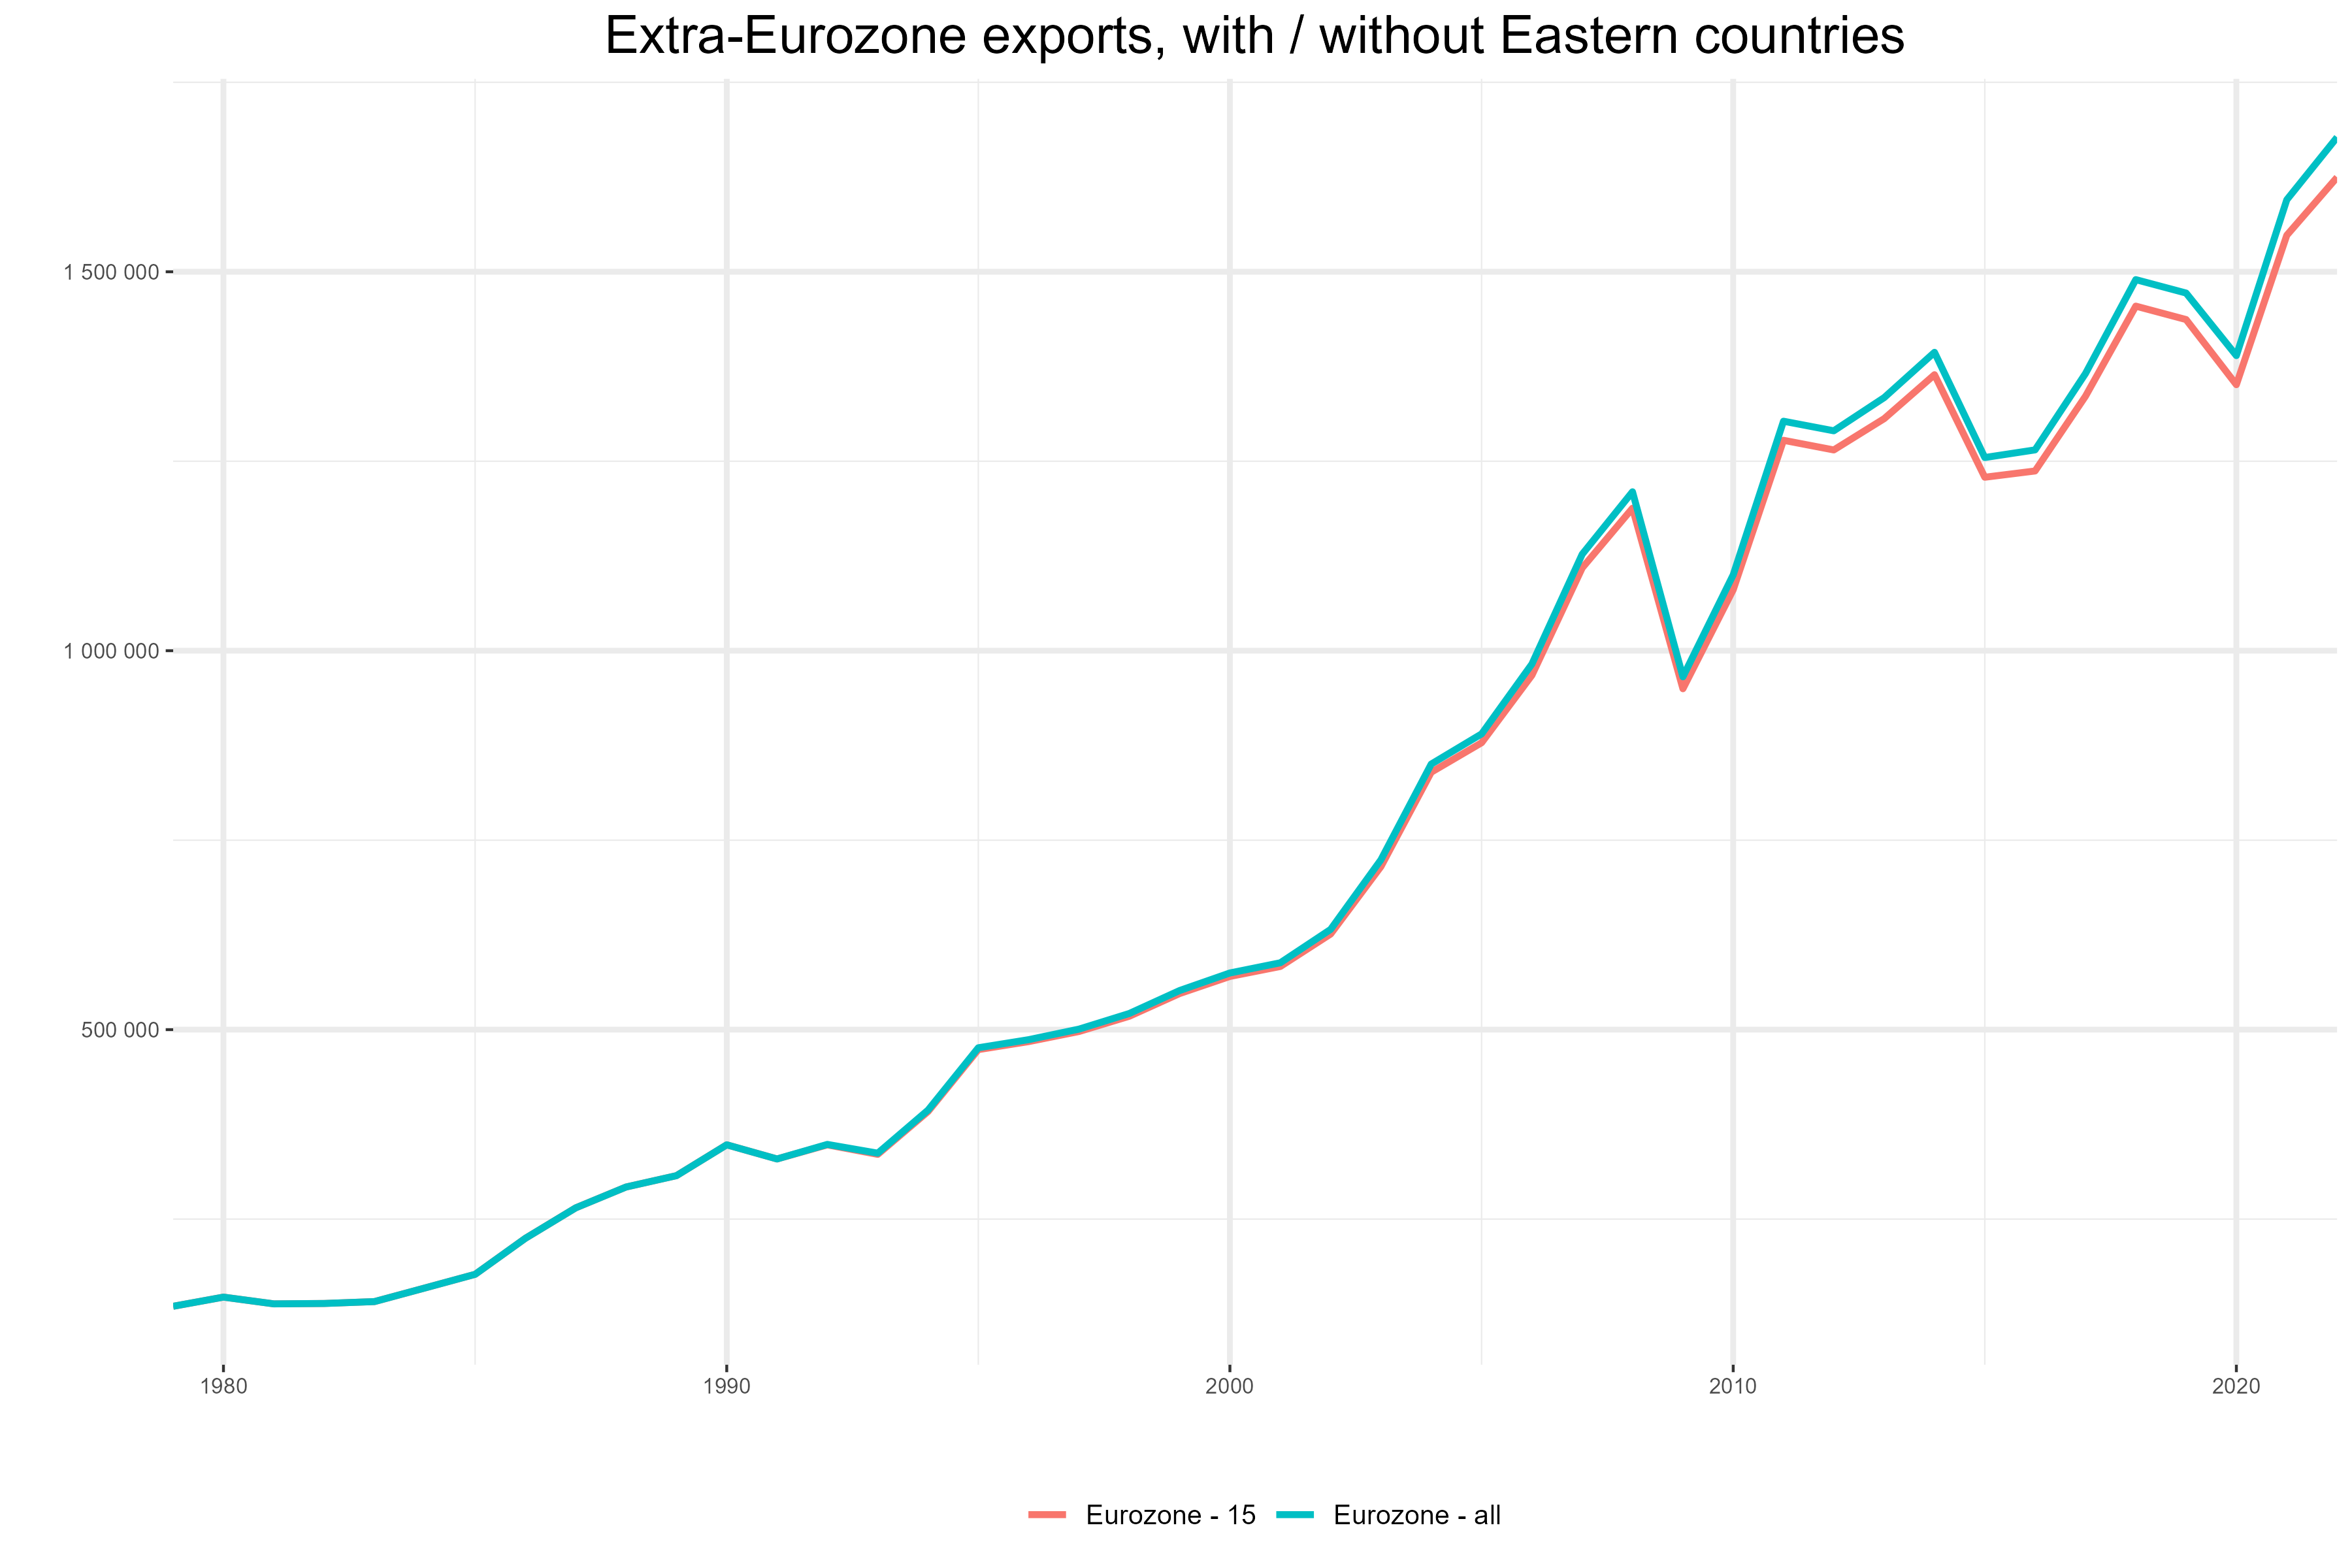 Extra-Eurozone exports, with / without Eastern countries
1 500 000
1 000 000
500 000
1980 1990 2000 2010 2020
Eurozone - 15 Eurozone - all